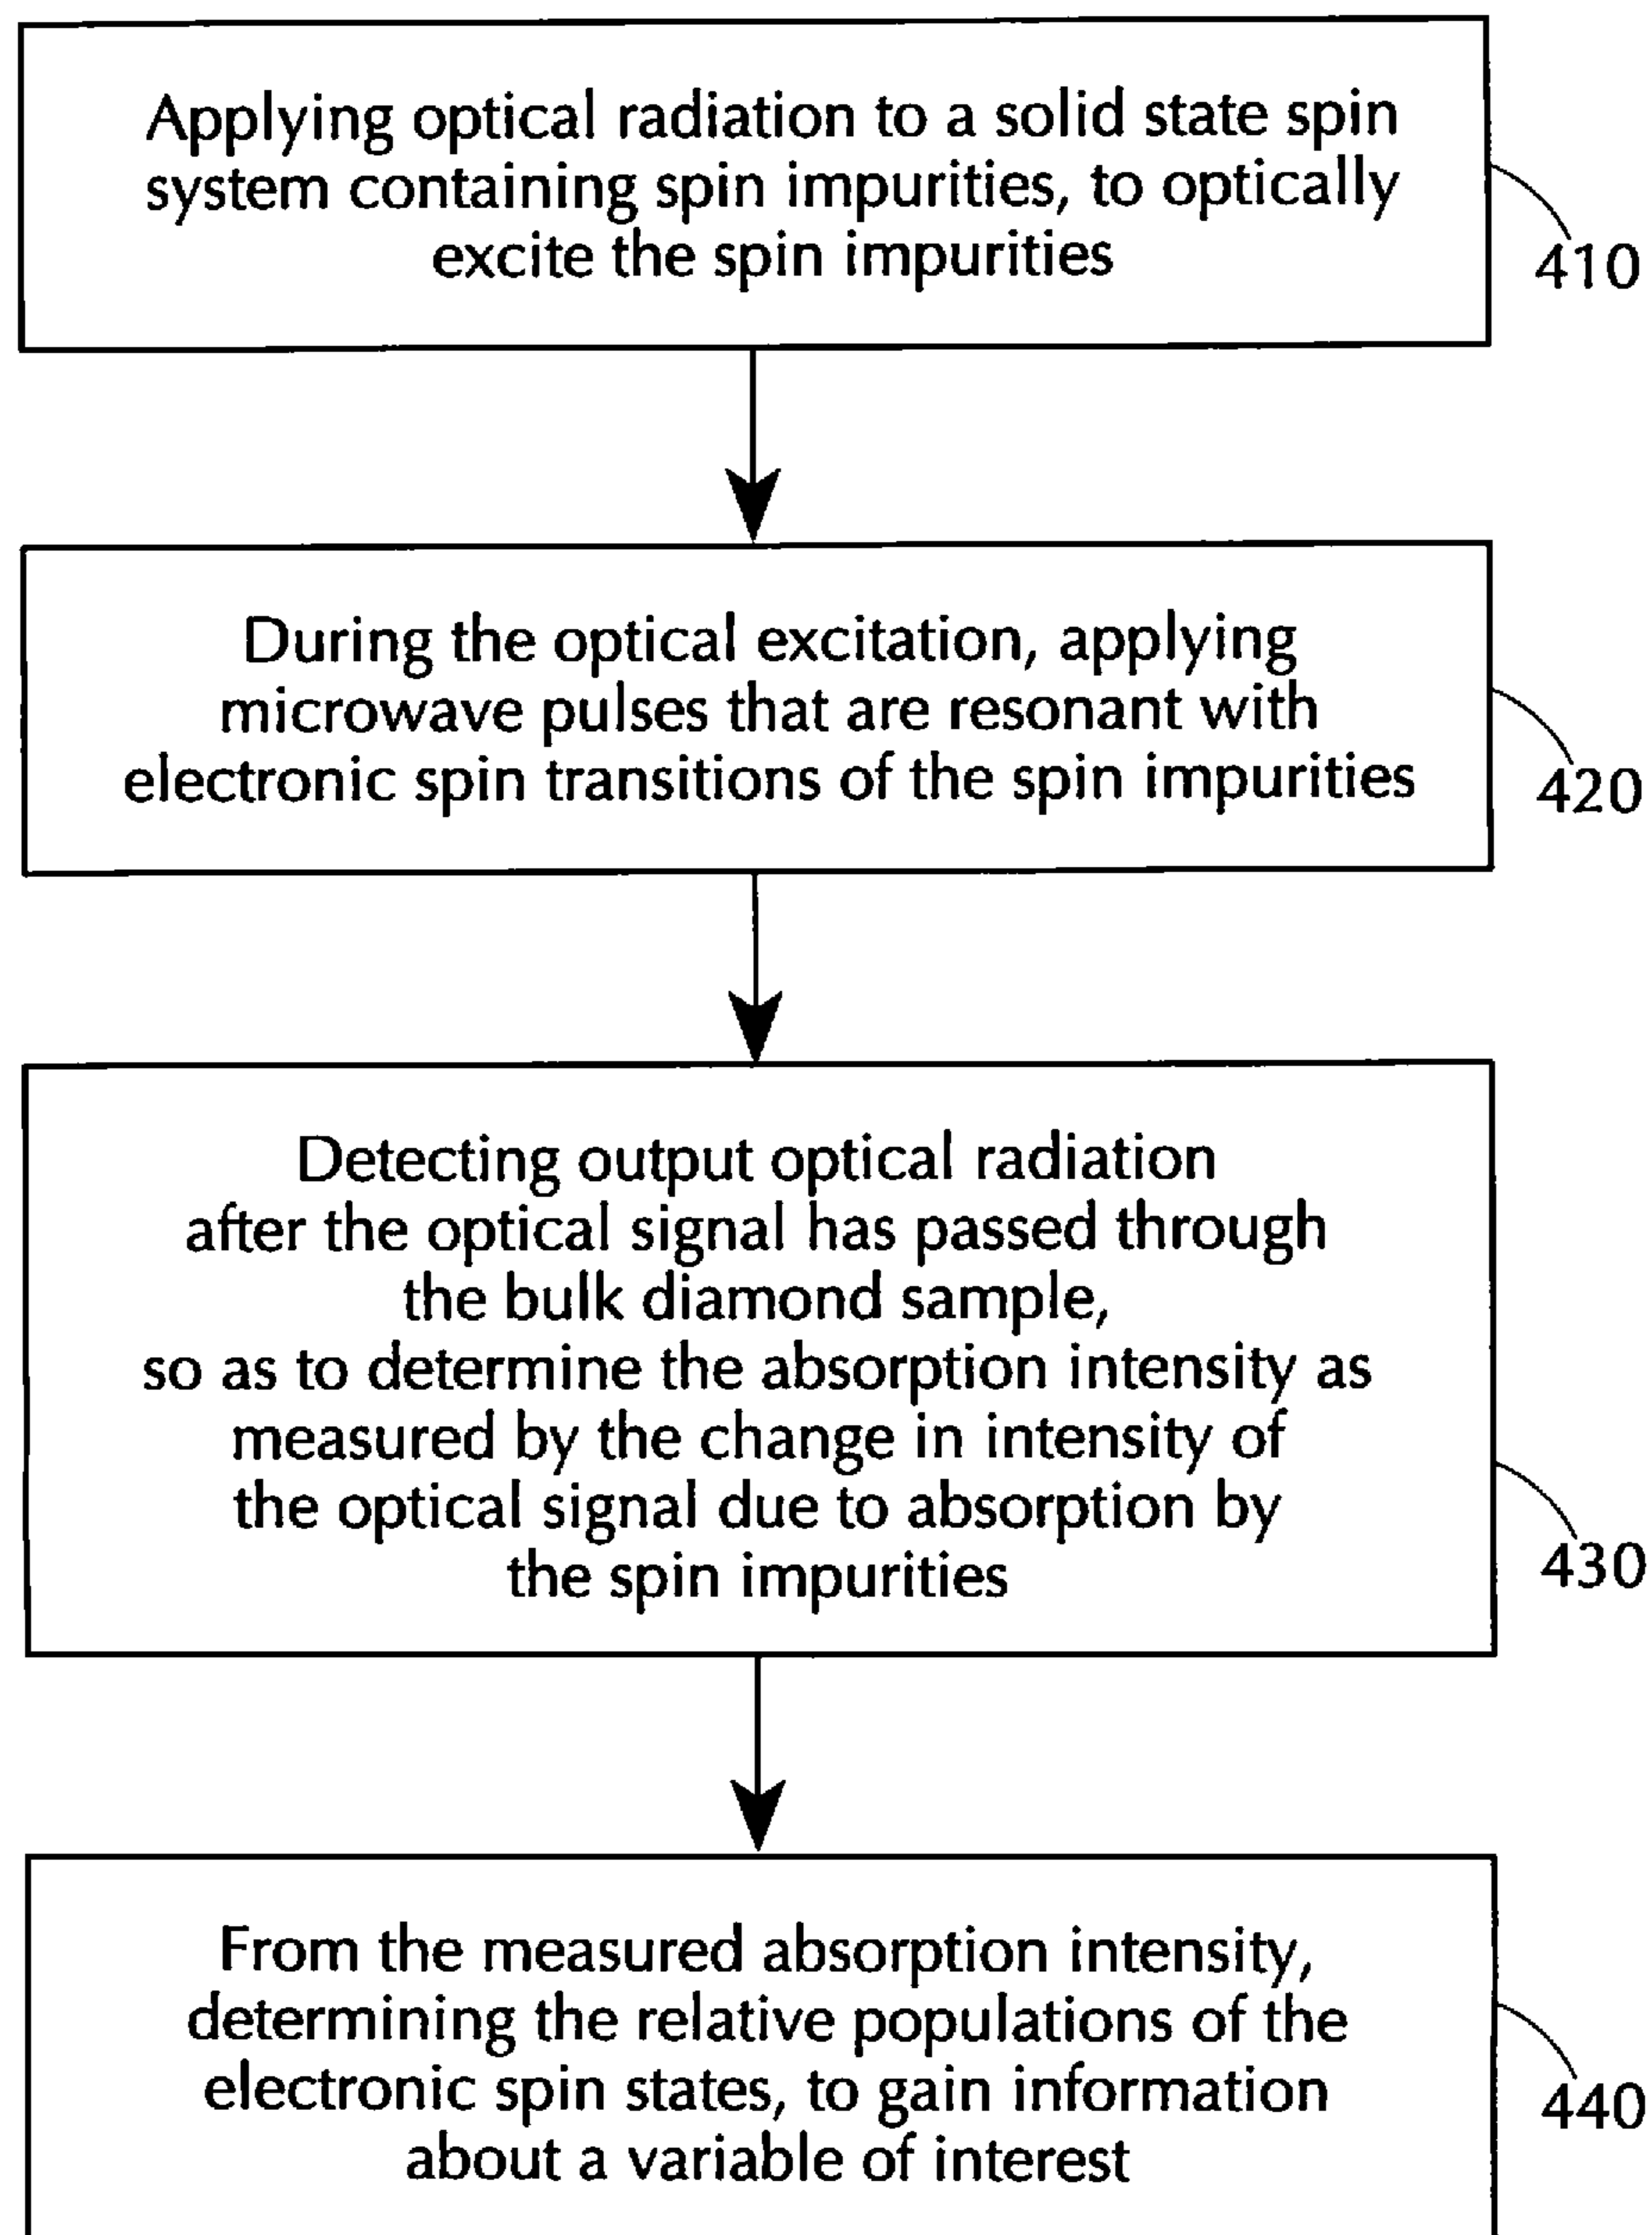 Applying optical radiation to a solid state spin
system containing spin impurities, to optically
excite the spin impurities
410
During the optical excitation, applying
microwave pulses that are resonant with
electronic spin transitions of the spin impurities
420
Detecting output optical radiation
after the optical signal has passed through
the bulk diamond sample,
so as to determine the absorption intensity as
measured by the change in intensity of
the optical signal due to absorption by
the spin impurities
430
From the measured absorption intensity,
determining the relative populations of the
electronic spin states, to gain information
about a variable of interest
440